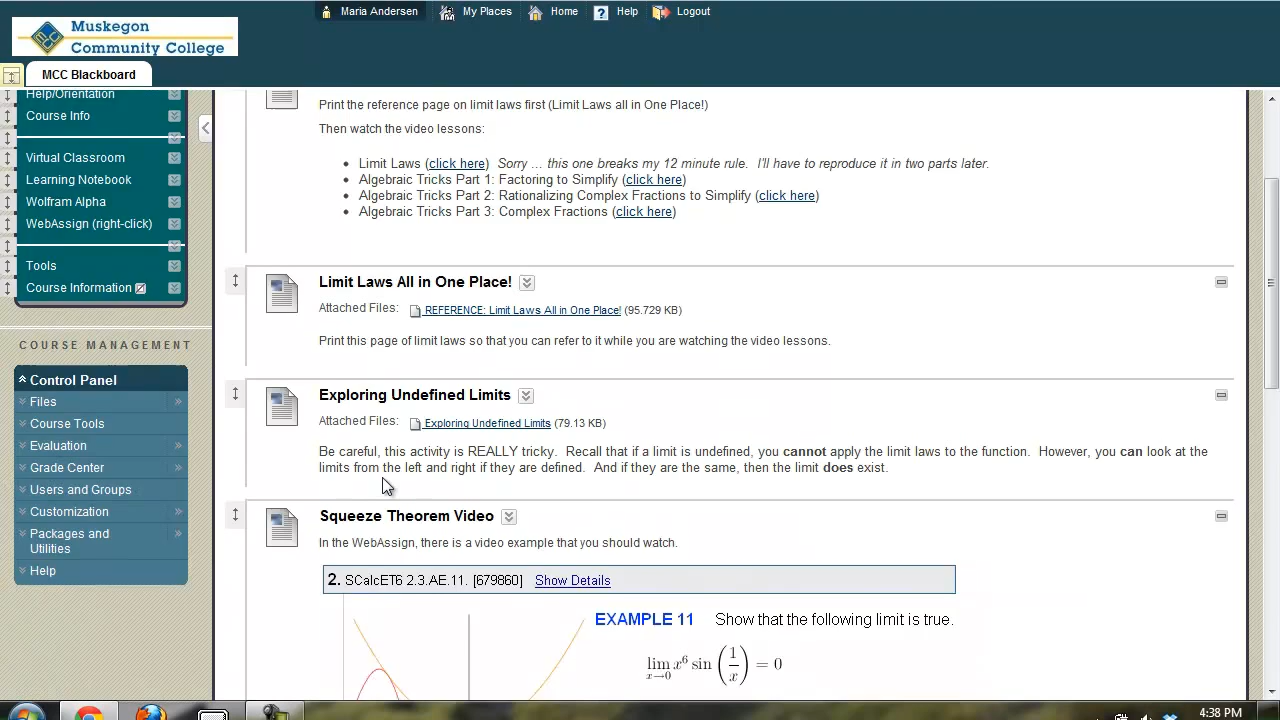 Maria Andersen My Places Home Help Logout
Muskegon
Community College
MCC Blackboard
Help/Orientation
Course Info
Virtual Classroom
Learning Notebook
Wolfram Alpha
WebAssign (right-click)
Tools
Course Information
COURSE MANAGEMENT
Control Panel
Files
Course Tools
Evaluation
Grade Center
Users and Groups
Customization
Packages and
Utilities
Help
Print the reference page on limit laws first (Limit Laws all in One Place!)
Then watch the video lessons:
Limit Laws (click here) Sorry ... this one breaks my 12 minute rule. I'll have to reproduce it in two parts later.
Algebraic Tricks Part 1: Factoring to Simplify (click here)
Algebraic Tricks Part 2: Rationalizing Complex Fractions to Simplify (click here)
Algebraic Tricks Part 3: Complex Fractions (click here)
Limit Laws All in One Place!
Attached Files: REFERENCE: Limit Laws All in One Place! (95.729 KB)
Print this page of limit laws so that you can refer to it while you are watching the video lessons.
Exploring Undefined Limits
Attached Files: Exploring Undefined Limits (79.13 KB)
Be careful, this activity is REALLY tricky. Recall that if a limit is undefined, you cannot apply the limit laws to the function. However, you can look at the
limits from the left and right if they are defined. And if they are the same, then the limit does exist.
Squeeze Theorem Video
In the WebAssign, there is a video example that you should watch.
2. SCalcET6 2.3.AE.11. [679860] Show Details
EXAMPLE 11 Show that the following limit is true.
lim x→0 x⁶ sin (1/x) = 0
4:38 PM